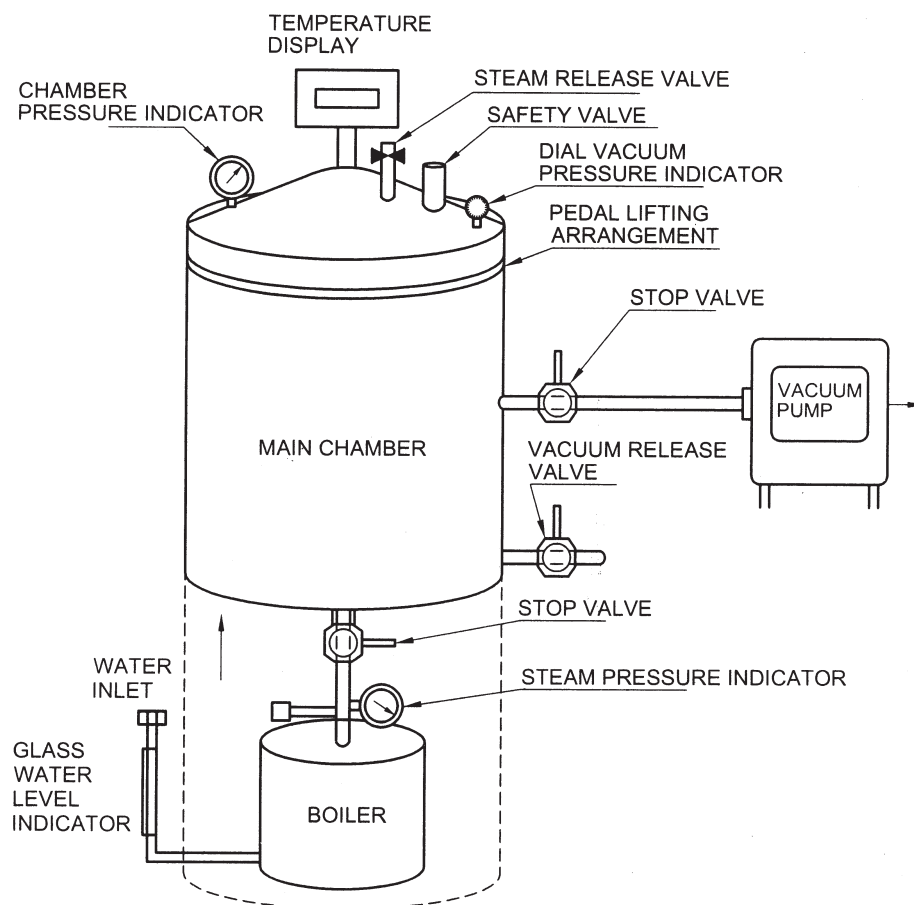 TEMPERATURE
DISPLAY
CHAMBER
PRESSURE INDICATOR
STEAM RELEASE VALVE
SAFETY VALVE
DIAL VACUUM
PRESSURE INDICATOR
PEDAL LIFTING
ARRANGEMENT
STOP VALVE
VACUUM
PUMP
MAIN CHAMBER
VACUUM RELEASE
VALVE
STOP VALVE
WATER
INLET
STEAM PRESSURE INDICATOR
GLASS
WATER
LEVEL
INDICATOR
BOILER